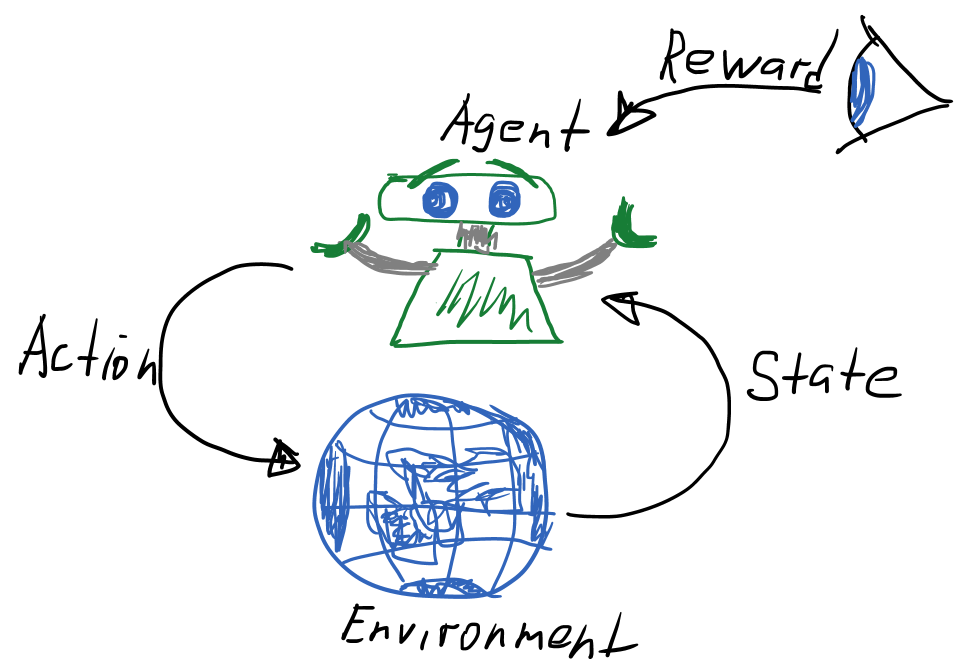 Reward
Agent
Action
State
Environment